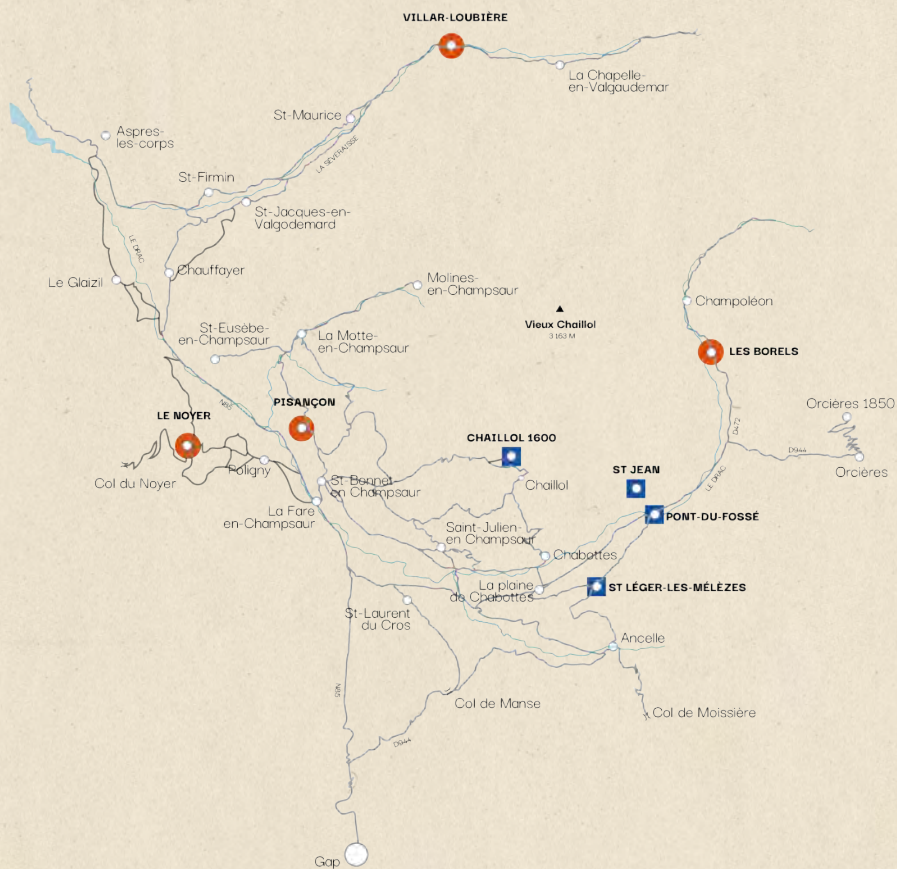 VILLAR-LOUBIÈRE
La Chapelle-
en-Valgaudemar
St-Maurice
Aspres-
les-corps
LA SEVERAISSE
St-Firmin
St-Jacques-en-
Valgodemard
LE DRAC
Le Glaizil
Chauffayer
Molines-
en-Champsaur
Champoléon
Vieux Chaillol
3 163 M
St-Eusèbe-
en-Champsaur
La Motte-
en-Champsaur
LES BORELS
N85
LE NOYER
PISANÇON
Orcières 1850
D472
CHAILLOL 1600
D944
Orcières
Col du Noyer
Poligny
St-Bonnet-
en Champsaur
Chaillol
ST JEAN
LE DRAC
La Fare
en-Champsaur
PONT-DU-FOSSÉ
Saint-Julien-
en Champsaur
Chabottes
La plaine
de Chabottes
ST LÉGER-LES-MÉLÈZES
St-Laurent
du Cros
Ancelle
N85
Col de Manse
Col de Moissière
D944
Gap